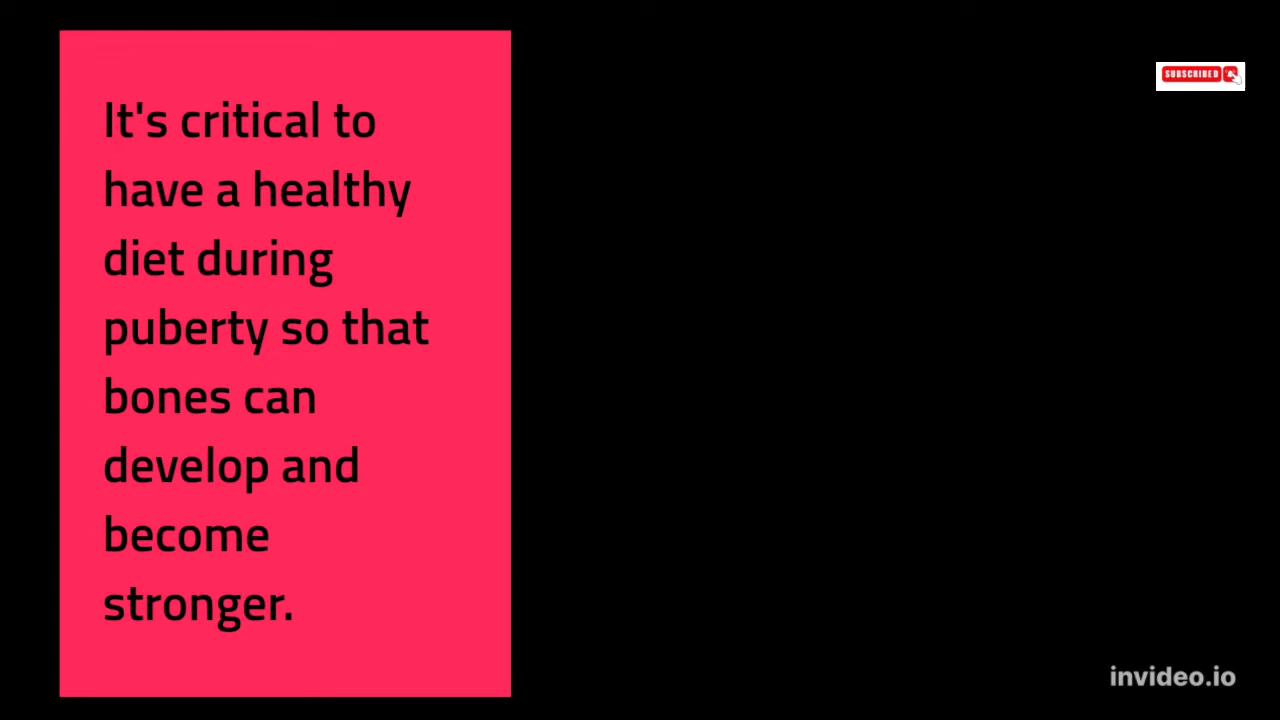 It's critical to
have a healthy
diet during
puberty so that
bones can
develop and
become
stronger.
SUBSCRIBED
invideo.io